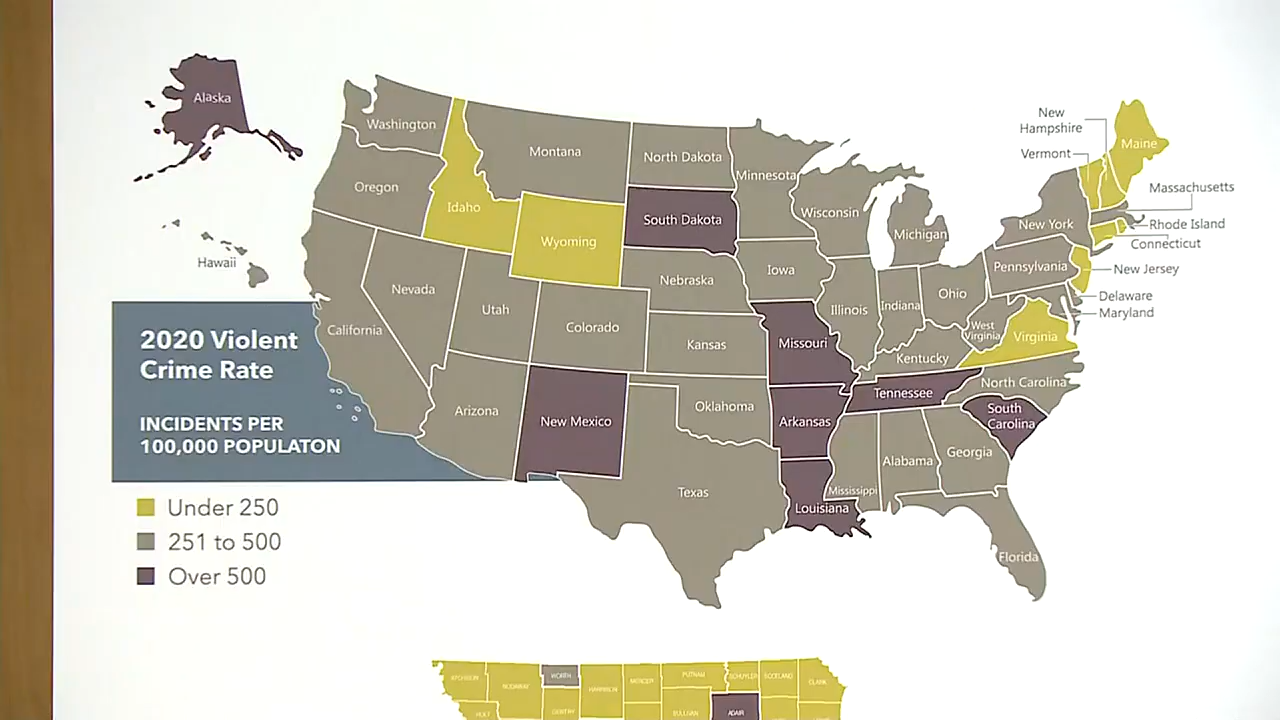 Alaska
Hawaii
Washington
Oregon
California
Nevada
Idaho
Montana
Wyoming
Utah
Colorado
Arizona
New Mexico
North Dakota
South Dakota
Nebraska
Kansas
Oklahoma
Texas
Minnesota
Iowa
Missouri
Arkansas
Louisiana
Wisconsin
Illinois
Michigan
Indiana
Ohio
Kentucky
Tennessee
Mississippi
Alabama
Georgia
Florida
South
Carolina
North Carolina
Virginia
West
Virginia
Pennsylvania
New York
New
Hampshire
Vermont
Maine
Massachusetts
Rhode Island
Connecticut
New Jersey
Delaware
Maryland
2020 Violent
Crime Rate
INCIDENTS PER
100,000 POPULATON
Under 250
251 to 500
Over 500
ATCHISON
NODAWAY
WORTH
HARRISON
MERCER
PUTNAM
SCHUYLER
SCOTLAND
CLARK
HOLT
GENTRY
SULLIVAN
ADAIR